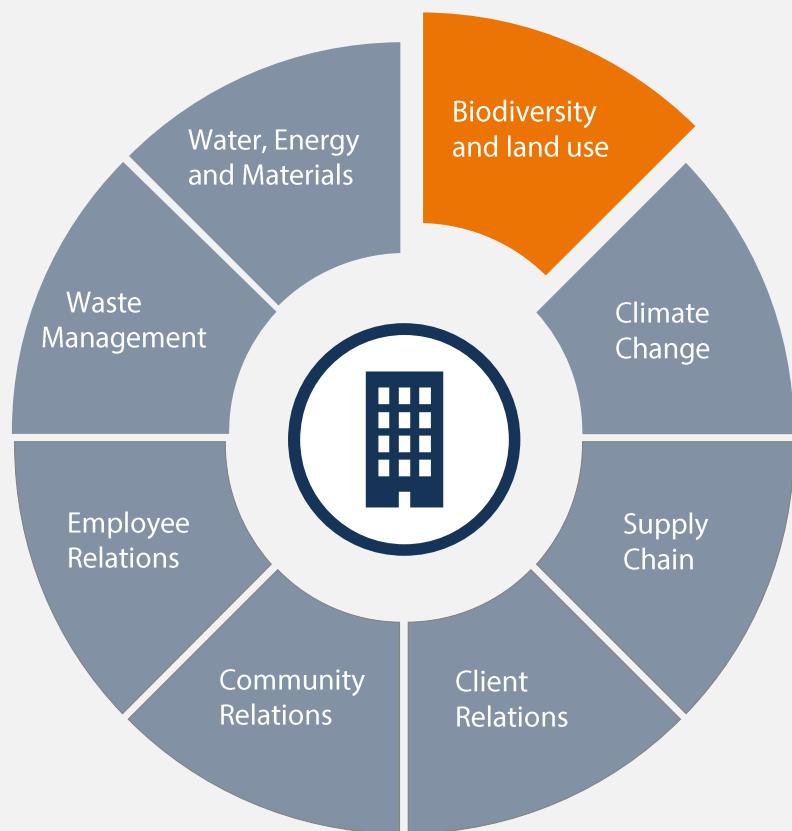 Biodiversity
and land use
Climate
Change
Supply
Chain
Client
Relations
Community
Relations
Employee
Relations
Waste
Management
Water, Energy
and Materials